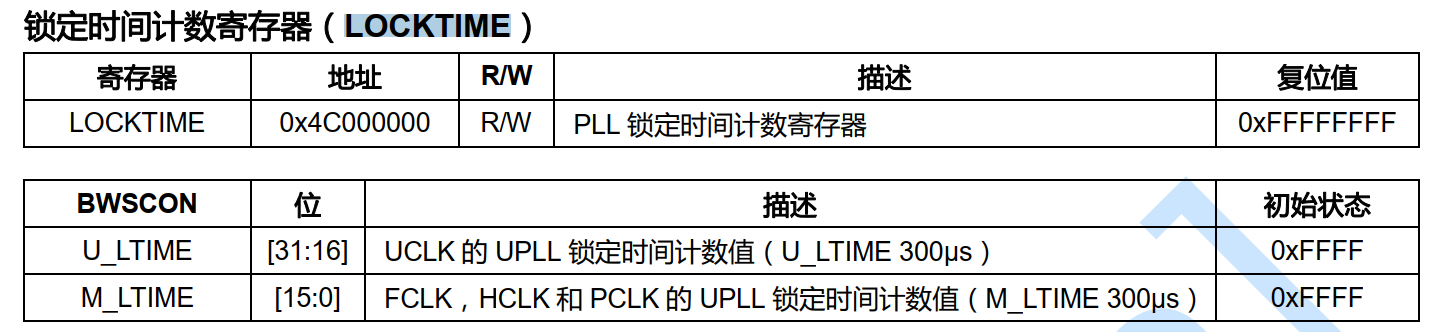 锁定时间计数寄存器（LOCKTIME）
寄存器 地址 R/W 描述 复位值
LOCKTIME 0x4C000000 R/W PLL 锁定时间计数寄存器 0xFFFFFFFF
BWSCON 位 描述 初始状态
U_LTIME [31:16] UCLK 的 UPLL 锁定时间计数值（U_LTIME 300μs） 0xFFFF
M_LTIME [15:0] FCLK，HCLK 和 PCLK 的 UPLL 锁定时间计数值（M_LTIME 300μs） 0xFFFF